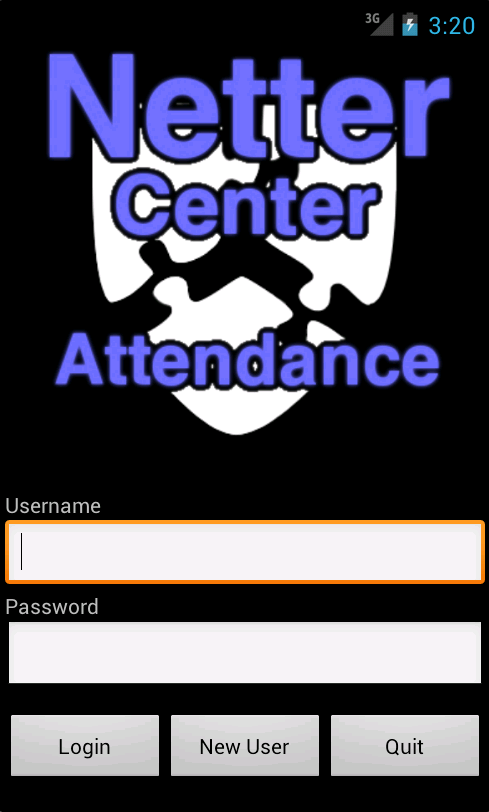 3G 3:20
Netter
Center
Attendance
Username
Password
Login New User Quit